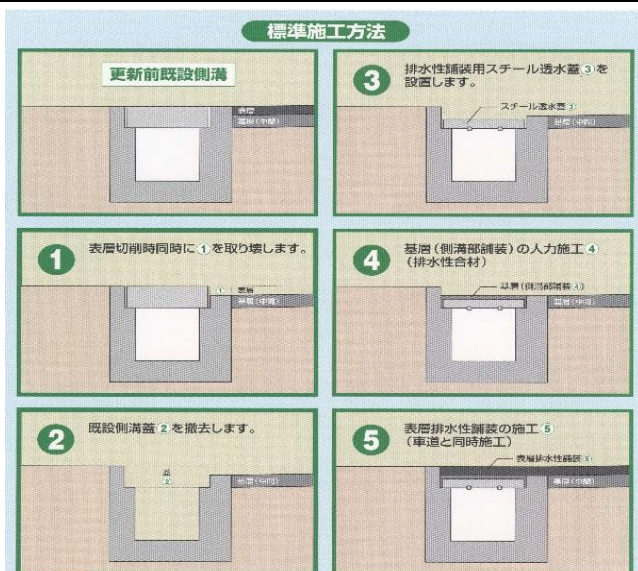 標準施工方法
更新前既設側溝
表層
基層(中間)
1
表層切削時同時に①を取り壊します。
①
表層
基層(中間)
2
既設側溝蓋②を撤去します。
蓋
②
基層(中間)
3
排水性舗装用スチール透水蓋③を
設置します。
スチール透水蓋③
基層(中間)
4
基層(側溝部舗装)の人力施工④
(排水性合材)
基層(側溝部舗装④)
基層(中間)
5
表層排水性舗装の施工⑤
(車道と同時施工)
表層排水性舗装⑤
基層(中間)